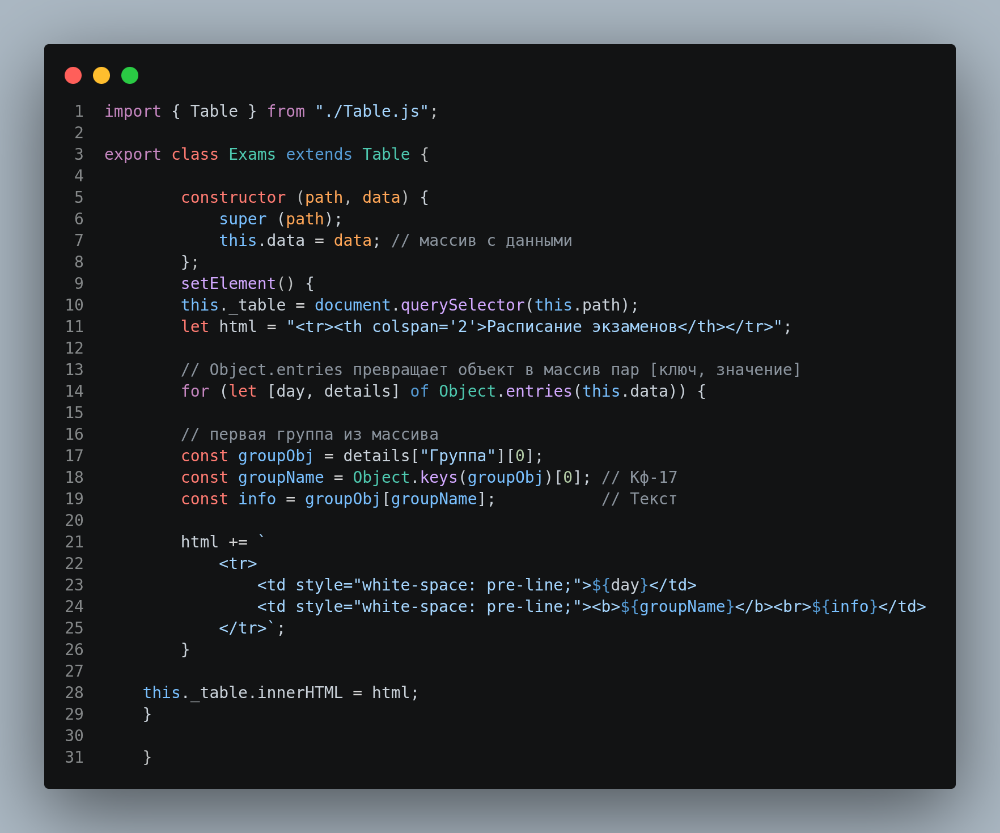 1 import { Table } from "./Table.js";
2
3 export class Exams extends Table {
4
5         constructor (path, data) {
6             super (path);
7             this.data = data; // массив с данными
8         };
9         setElement() {
10         this._table = document.querySelector(this.path);
11         let html = "<tr><th colspan='2'>Расписание экзаменов</th></tr>";
12
13         // Object.entries превращает объект в массив пар [ключ, значение]
14         for (let [day, details] of Object.entries(this.data)) {
15
16         // первая группа из массива
17         const groupObj = details["Группа"][0];
18         const groupName = Object.keys(groupObj)[0]; // Кф-17
19         const info = groupObj[groupName];           // Текст
20
21         html += `
22             <tr>
23                 <td style="white-space: pre-line;">${day}</td>
24                 <td style="white-space: pre-line;"><b>${groupName}</b><br>${info}</td>
25             </tr>`;
26         }
27
28     this._table.innerHTML = html;
29     }
30
31     }